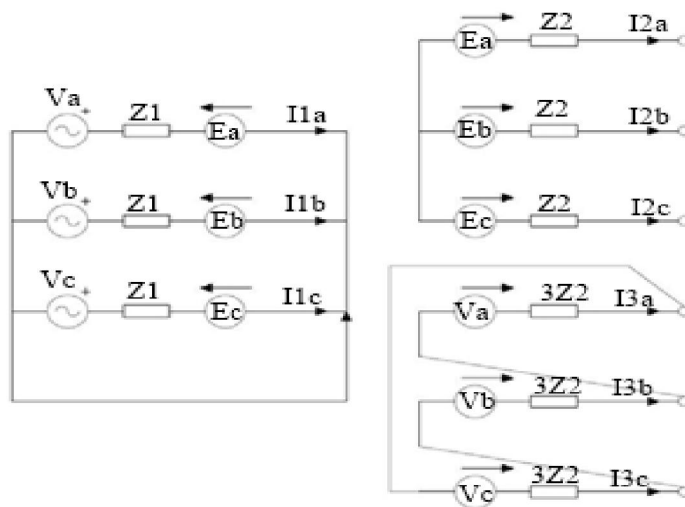 Va + Z1 Ea I1a
Vb + Z1 Eb I1b
Vc + Z1 Ec I1c
Ea Z2 I2a
Eb Z2 I2b
Ec Z2 I2c
Va 3Z2 I3a
Vb 3Z2 I3b
Vc 3Z2 I3c